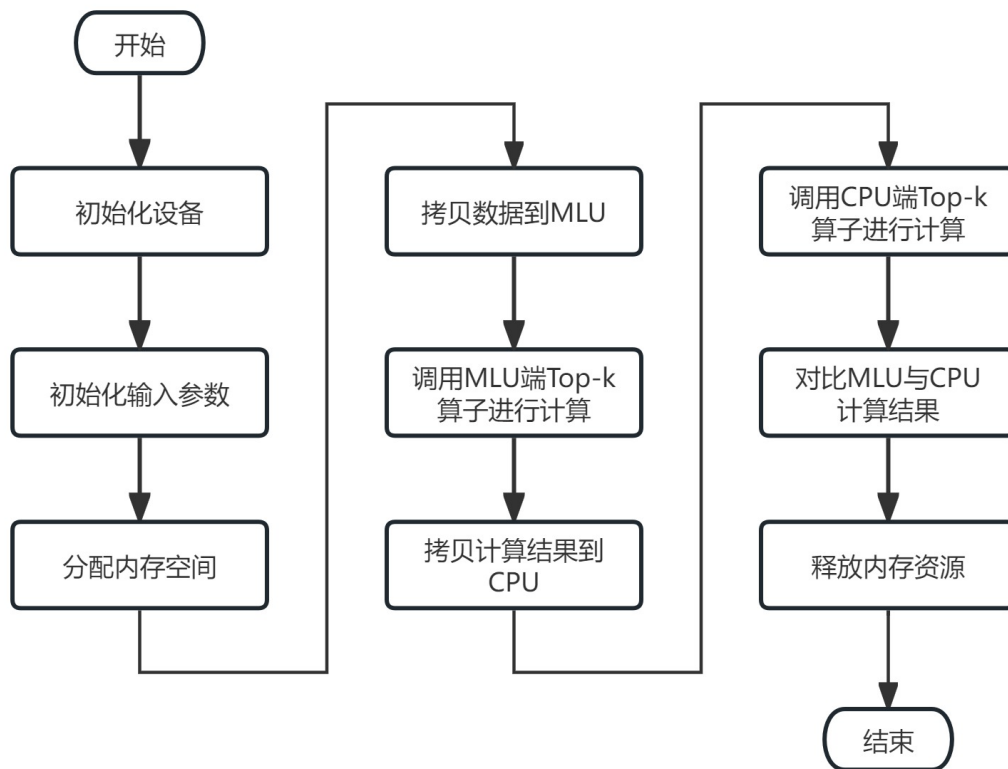 开始
初始化设备
初始化输入参数
分配内存空间
拷贝数据到MLU
调用MLU端Top-k
算子进行计算
拷贝计算结果到
CPU
调用CPU端Top-k
算子进行计算
对比MLU与CPU
计算结果
释放内存资源
结束